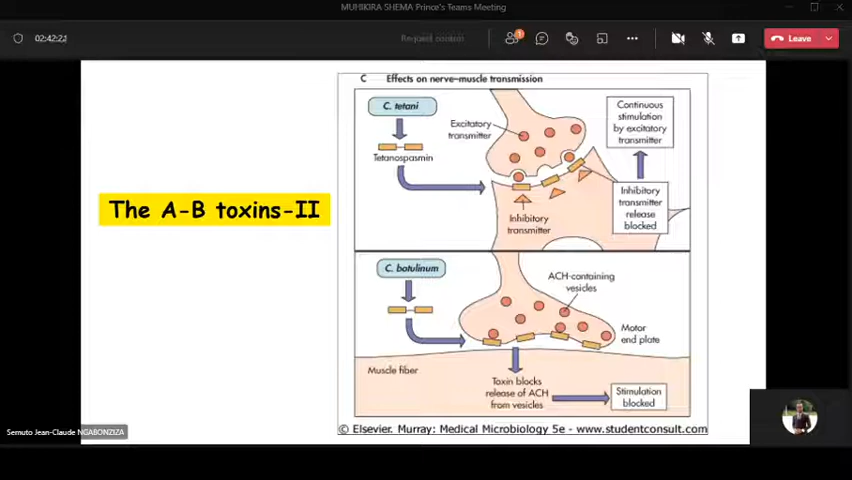 MUHIKIRA SHEMA Prince's Teams Meeting
02:42:21
Request control
1
Leave
The A-B toxins-II
C Effects on nerve-muscle transmission
C. tetani
Tetanospasmin
Excitatory
transmitter
Inhibitory
transmitter
Continuous
stimulation
by excitatory
transmitter
Inhibitory
transmitter
release
blocked
C. botulinum
ACH-containing
vesicles
Motor
end plate
Muscle fiber
Toxin blocks
release of ACH
from vesicles
Stimulation
blocked
© Elsevier. Murray: Medical Microbiology 5e - www.studentconsult.com
Semuto Jean-Claude NGABONZIZA